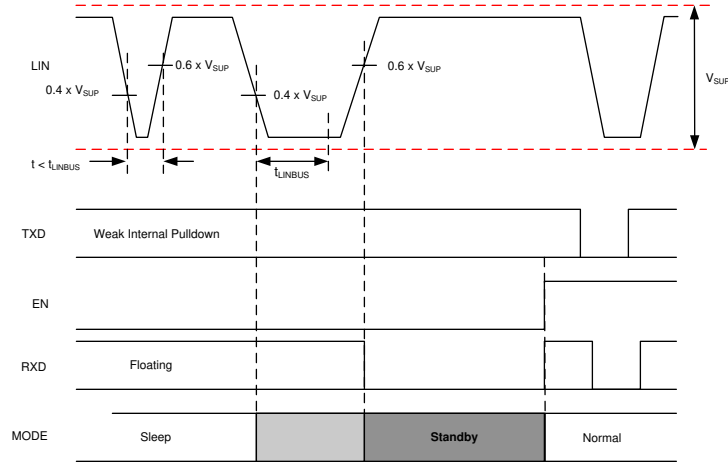 LIN
0.6 x V_SUP
0.6 x V_SUP
0.4 x V_SUP
0.4 x V_SUP
V_SUP
t < t_LINBUS
t_LINBUS
TXD
Weak Internal Pulldown
EN
RXD
Floating
MODE
Sleep
Standby
Normal